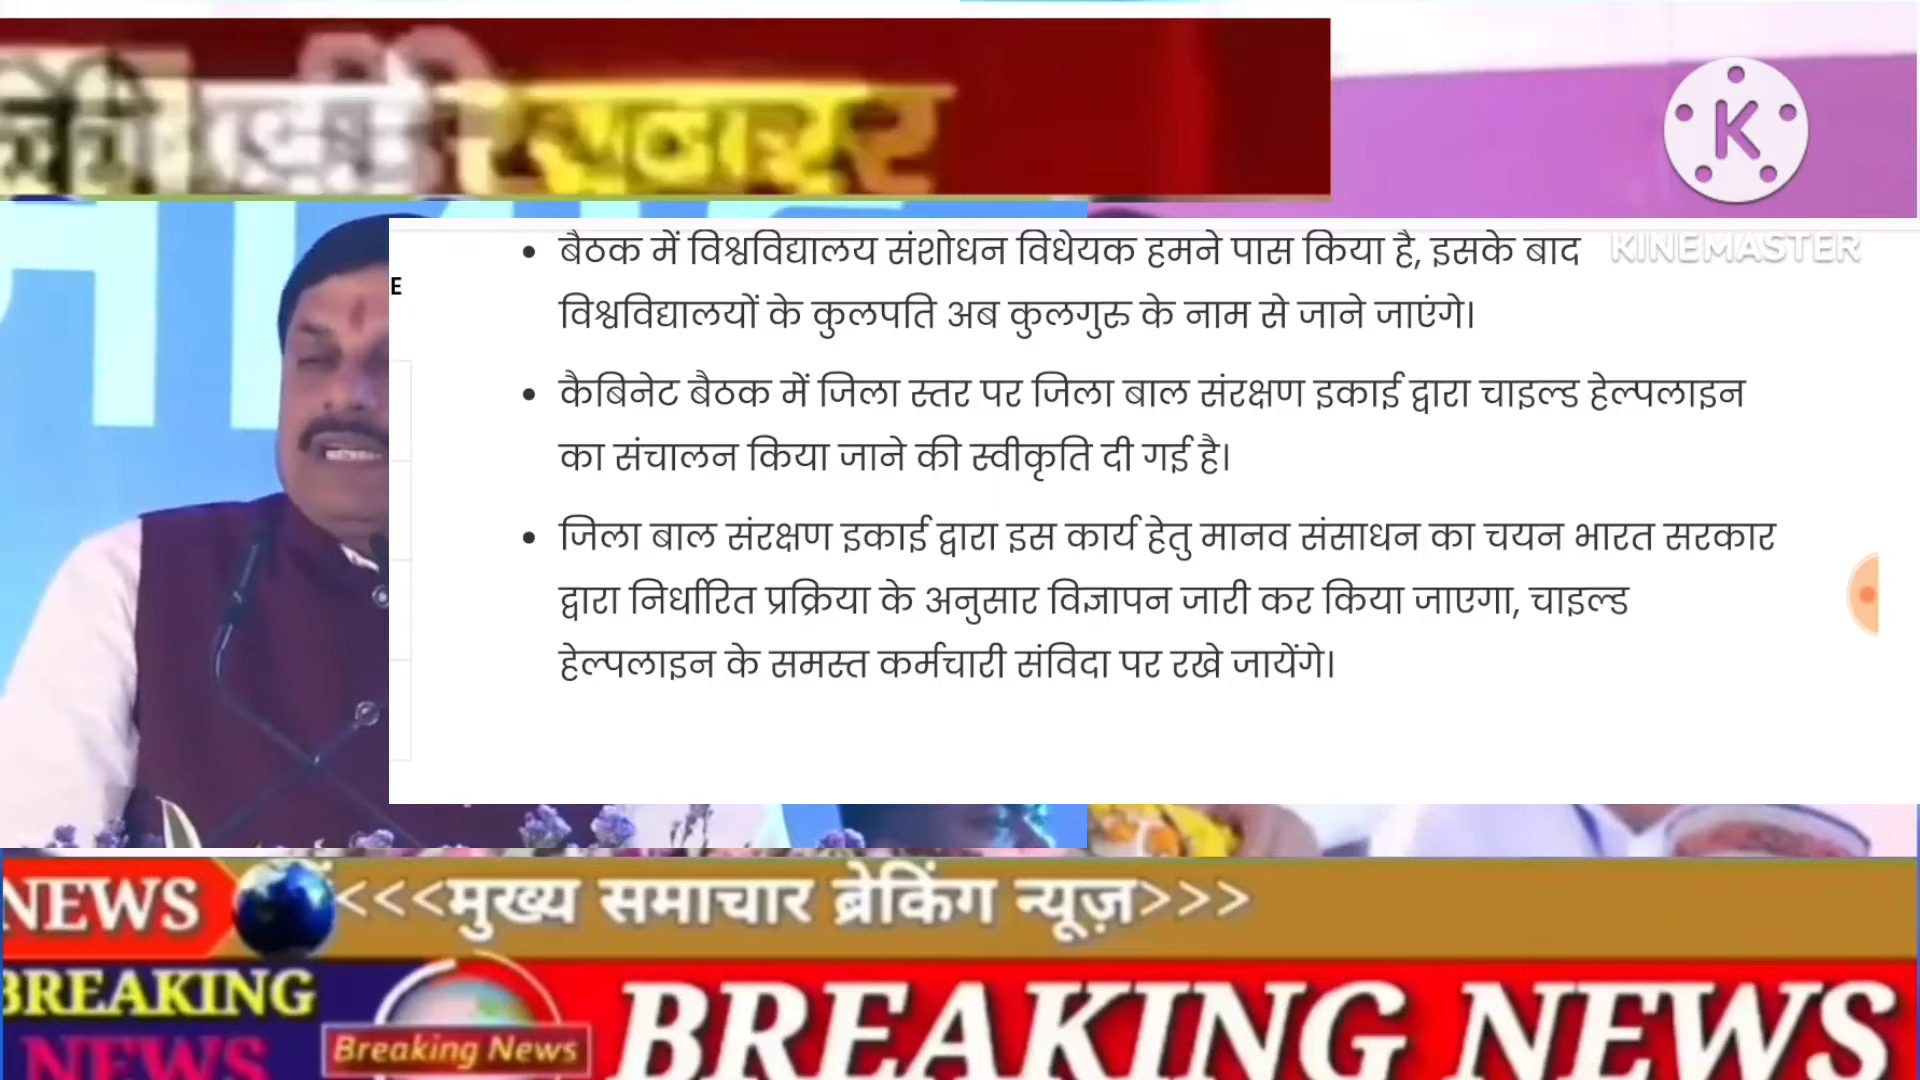 खबर
KINEMASTER
E
• बैठक में विश्वविद्यालय संशोधन विधेयक हमने पास किया है, इसके बाद
विश्वविद्यालयों के कुलपति अब कुलगुरु के नाम से जाने जाएंगे।
• कैबिनेट बैठक में जिला स्तर पर जिला बाल संरक्षण इकाई द्वारा चाइल्ड हेल्पलाइन
का संचालन किया जाने की स्वीकृति दी गई है।
• जिला बाल संरक्षण इकाई द्वारा इस कार्य हेतु मानव संसाधन का चयन भारत सरकार
द्वारा निर्धारित प्रक्रिया के अनुसार विज्ञापन जारी कर किया जाएगा, चाइल्ड
हेल्पलाइन के समस्त कर्मचारी संविदा पर रखे जायेंगे।
NEWS <<<मुख्य समाचार ब्रेकिंग न्यूज़>>>
BREAKING
NEWS
Breaking News
BREAKING NEWS